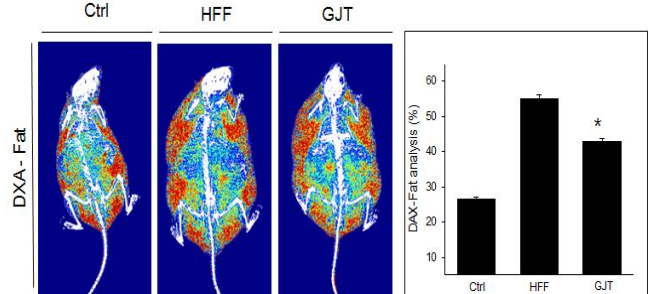 Ctrl HFF GJT
DXA - Fat
DAX-Fat analysis (%)
60
50
40
30
20
10
*
Ctrl HFF GJT